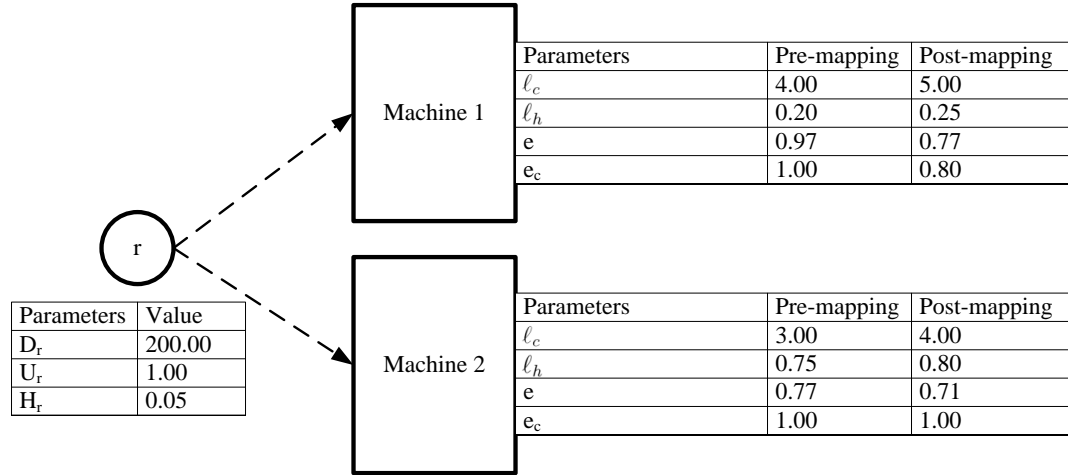 Machine 1
Parameters Pre-mapping Post-mapping
ℓc 4.00 5.00
ℓh 0.20 0.25
e 0.97 0.77
ec 1.00 0.80
r
Parameters Value
Dr 200.00
Ur 1.00
Hr 0.05
Machine 2
Parameters Pre-mapping Post-mapping
ℓc 3.00 4.00
ℓh 0.75 0.80
e 0.77 0.71
ec 1.00 1.00